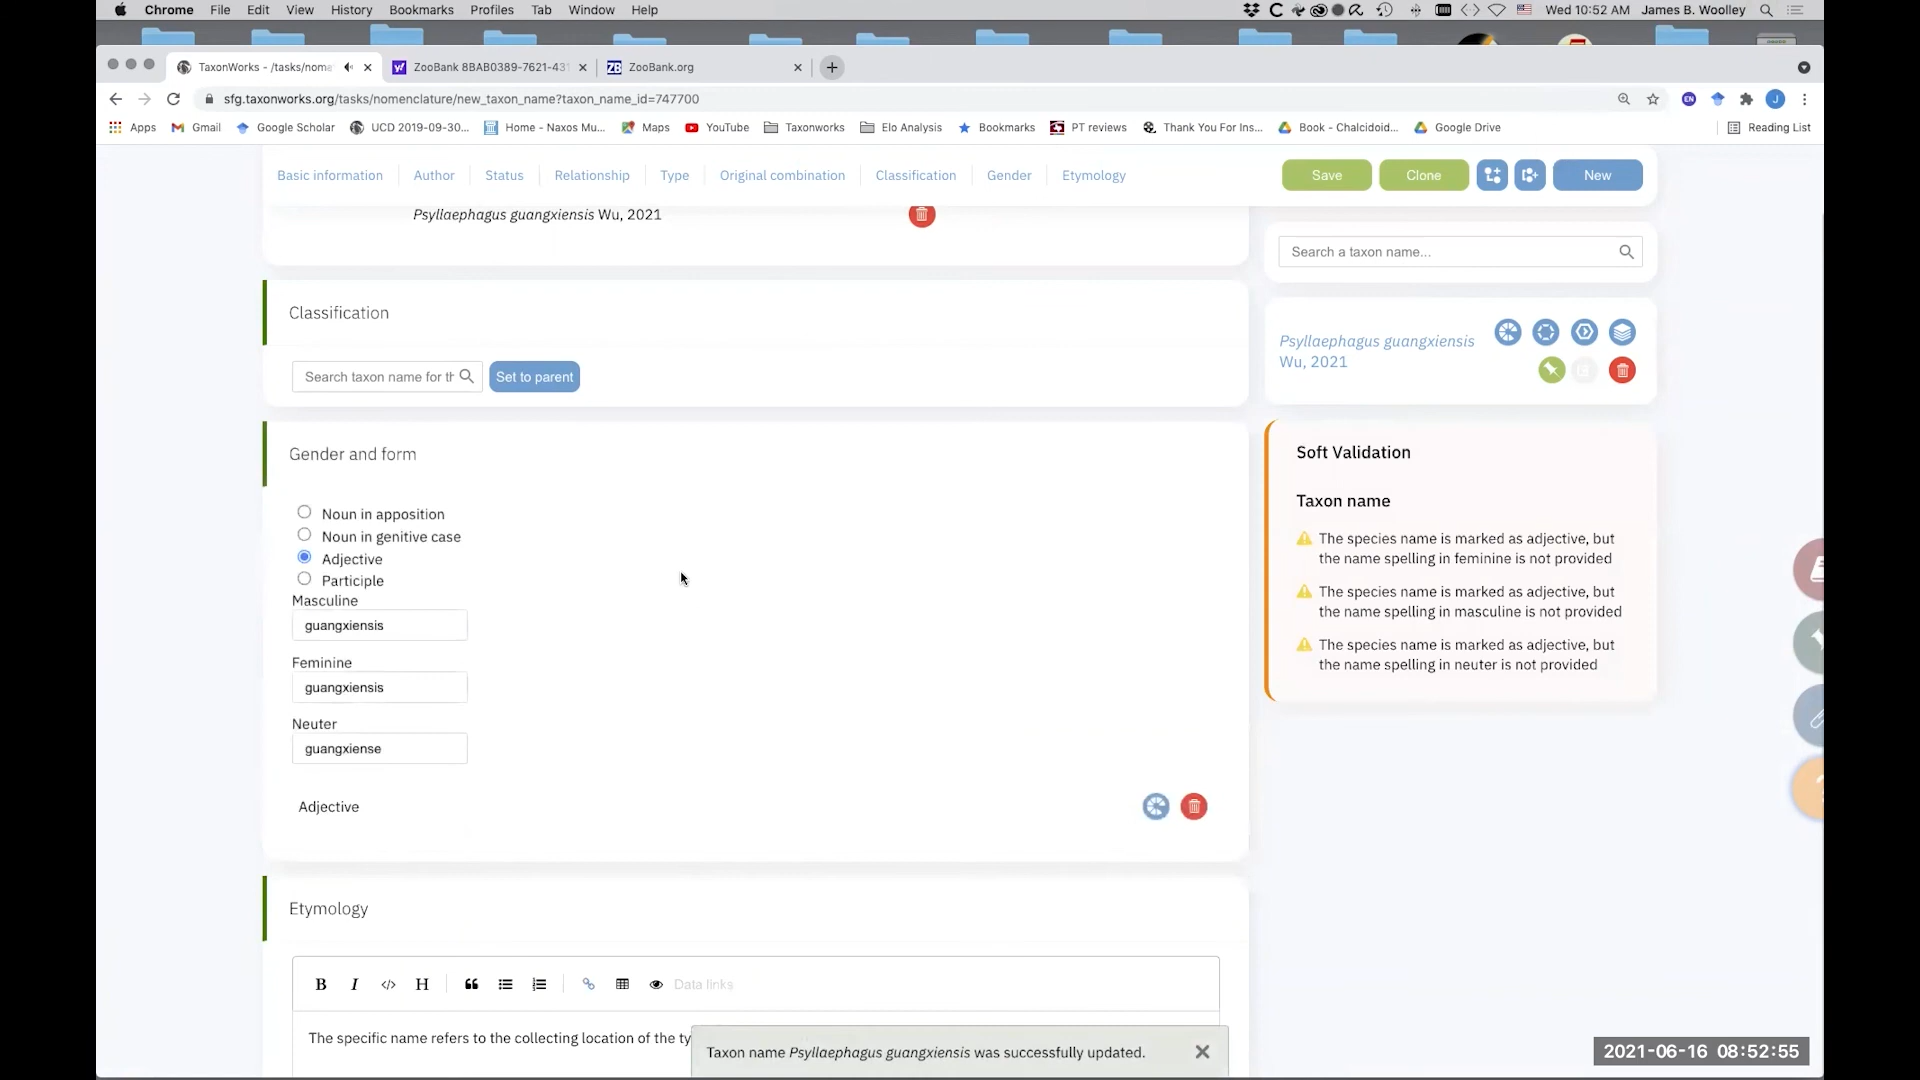 Chrome File Edit View History Bookmarks Profiles Tab Window Help Wed 10:52 AM James B. Woolley
TaxonWorks - /tasks/noma ZooBank 8BAB0389-7621-431 ZooBank.org
sfg.taxonworks.org/tasks/nomenclature/new_taxon_name?taxon_name_id=747700
Apps Gmail Google Scholar UCD 2019-09-30... Home - Naxos Mu... Maps YouTube Taxonworks Elo Analysis Bookmarks PT reviews Thank You For Ins... Book - Chalcidoid... Google Drive Reading List
Basic information Author Status Relationship Type Original combination Classification Gender Etymology Save Clone New
Psyllaephagus guangxiensis Wu, 2021
Search a taxon name...
Classification
Search taxon name for th Set to parent
Psyllaephagus guangxiensis
Wu, 2021
Gender and form
Noun in apposition
Noun in genitive case
Adjective
Participle
Masculine
guangxiensis
Feminine
guangxiensis
Neuter
guangxiense
Adjective
Soft Validation
Taxon name
The species name is marked as adjective, but
the name spelling in feminine is not provided
The species name is marked as adjective, but
the name spelling in masculine is not provided
The species name is marked as adjective, but
the name spelling in neuter is not provided
Etymology
B I </> H Data links
The specific name refers to the collecting location of the ty
Taxon name Psyllaephagus guangxiensis was successfully updated.
2021-06-16 08:52:55